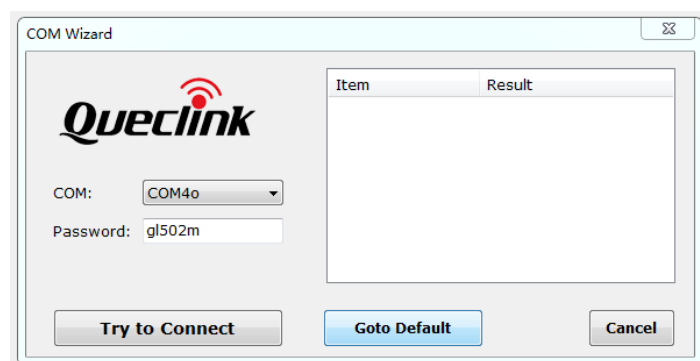 COM Wizard
Queclink
Item Result
COM: COM4o
Password: gl502m
Try to Connect Goto Default Cancel